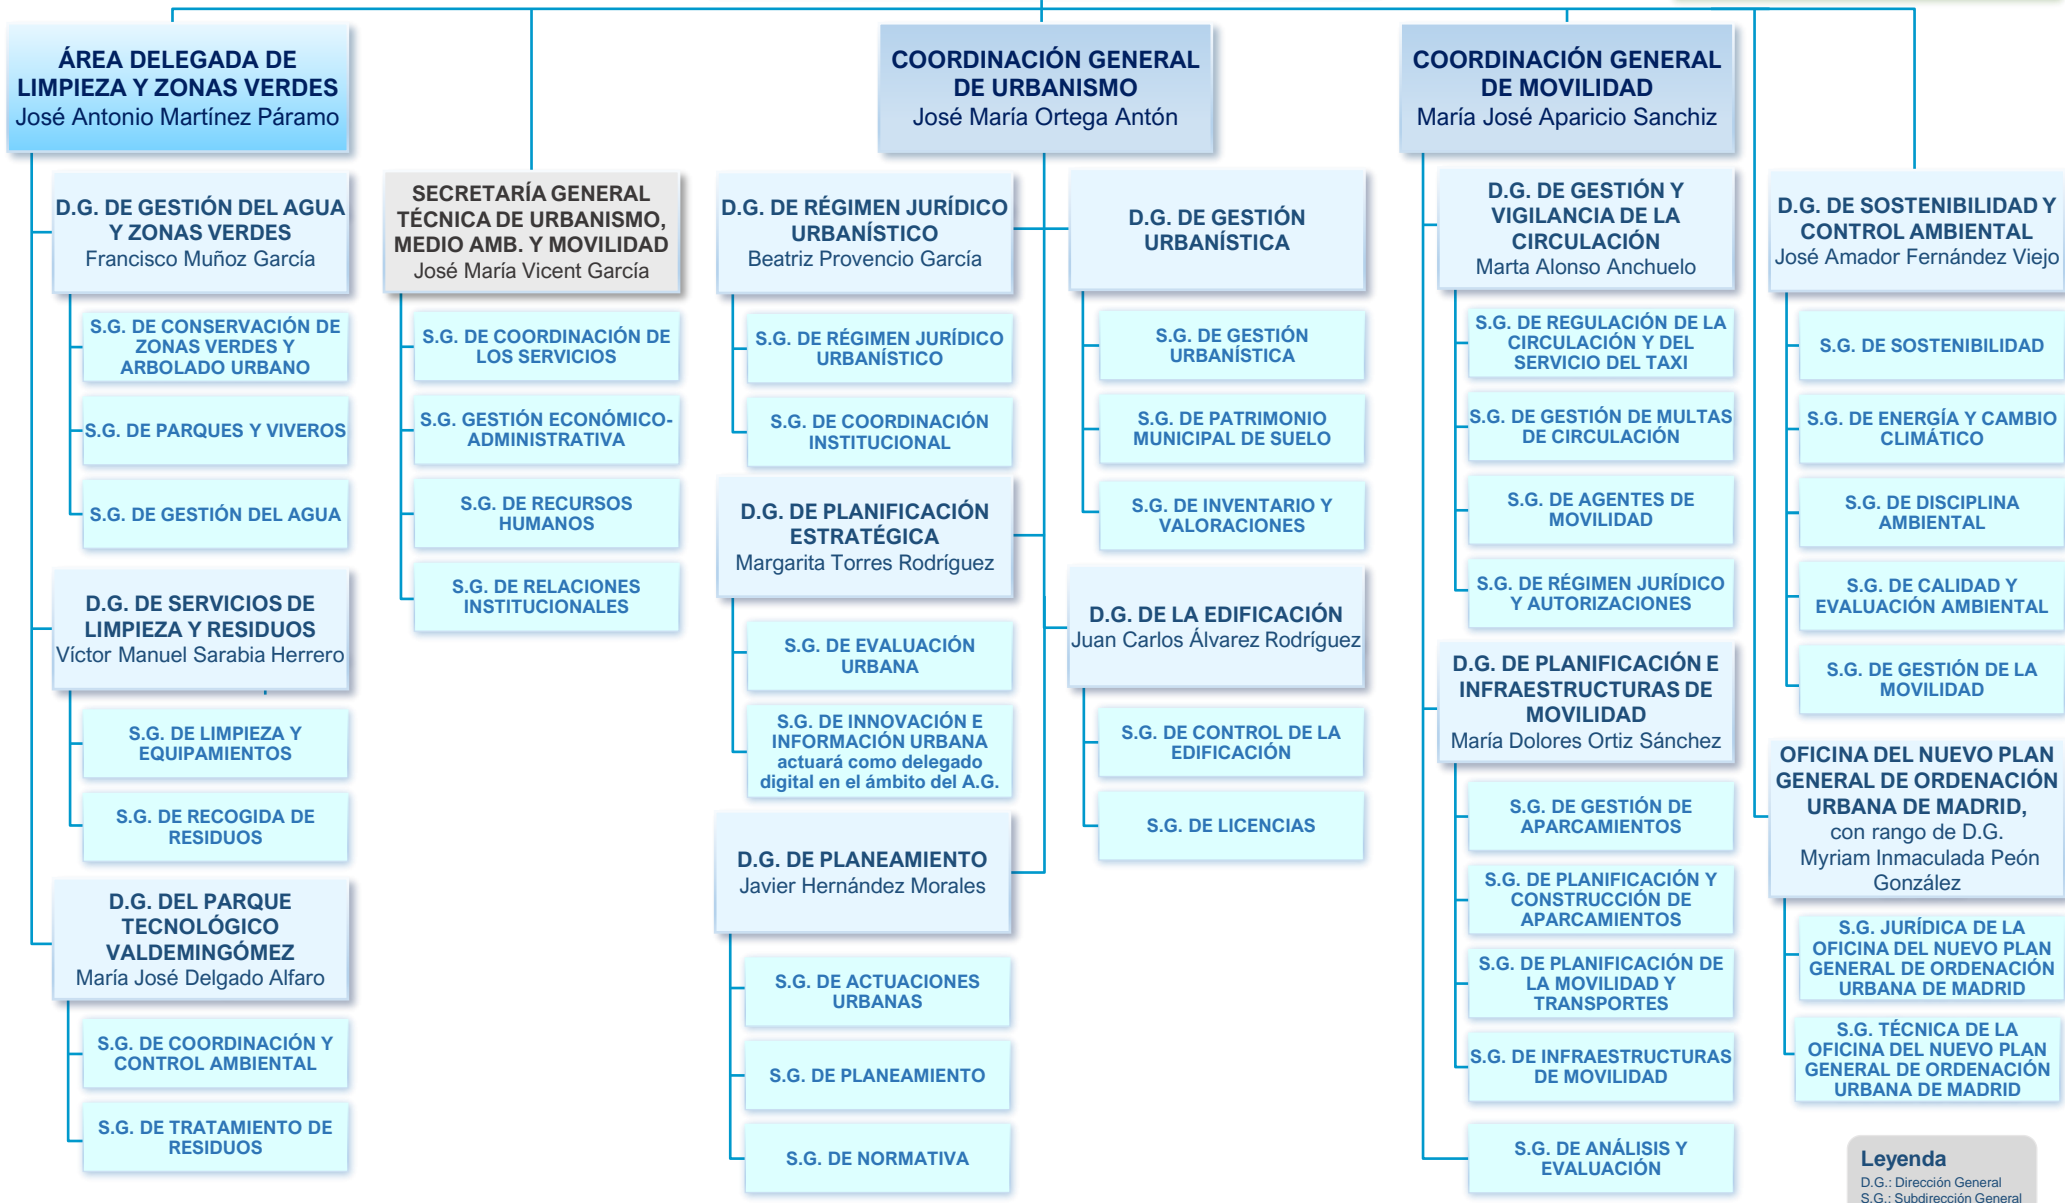 ÁREA DELEGADA DE
LIMPIEZA Y ZONAS VERDES
José Antonio Martínez Páramo
D.G. DE GESTIÓN DEL AGUA
Y ZONAS VERDES
Francisco Muñoz García
S.G. DE CONSERVACIÓN DE
ZONAS VERDES Y
ARBOLADO URBANO
S.G. DE PARQUES Y VIVEROS
S.G. DE GESTIÓN DEL AGUA
D.G. DE SERVICIOS DE
LIMPIEZA Y RESIDUOS
Víctor Manuel Sarabia Herrero
S.G. DE LIMPIEZA Y
EQUIPAMIENTOS
S.G. DE RECOGIDA DE
RESIDUOS
D.G. DEL PARQUE
TECNOLÓGICO
VALDEMINGÓMEZ
María José Delgado Alfaro
S.G. DE COORDINACIÓN Y
CONTROL AMBIENTAL
S.G. DE TRATAMIENTO DE
RESIDUOS
SECRETARÍA GENERAL
TÉCNICA DE URBANISMO,
MEDIO AMB. Y MOVILIDAD
José María Vicent García
S.G. DE COORDINACIÓN DE
LOS SERVICIOS
S.G. GESTIÓN ECONÓMICO-
ADMINISTRATIVA
S.G. DE RECURSOS
HUMANOS
S.G. DE RELACIONES
INSTITUCIONALES
COORDINACIÓN GENERAL
DE URBANISMO
José María Ortega Antón
D.G. DE RÉGIMEN JURÍDICO
URBANÍSTICO
Beatriz Provencio García
S.G. DE RÉGIMEN JURÍDICO
URBANÍSTICO
S.G. DE COORDINACIÓN
INSTITUCIONAL
D.G. DE PLANIFICACIÓN
ESTRATÉGICA
Margarita Torres Rodríguez
S.G. DE EVALUACIÓN
URBANA
S.G. DE INNOVACIÓN E
INFORMACIÓN URBANA
actuará como delegado
digital en el ámbito del A.G.
D.G. DE PLANEAMIENTO
Javier Hernández Morales
S.G. DE ACTUACIONES
URBANAS
S.G. DE PLANEAMIENTO
S.G. DE NORMATIVA
D.G. DE GESTIÓN
URBANÍSTICA
S.G. DE GESTIÓN
URBANÍSTICA
S.G. DE PATRIMONIO
MUNICIPAL DE SUELO
S.G. DE INVENTARIO Y
VALORACIONES
D.G. DE LA EDIFICACIÓN
Juan Carlos Álvarez Rodríguez
S.G. DE CONTROL DE LA
EDIFICACIÓN
S.G. DE LICENCIAS
COORDINACIÓN GENERAL
DE MOVILIDAD
María José Aparicio Sanchiz
D.G. DE GESTIÓN Y
VIGILANCIA DE LA
CIRCULACIÓN
Marta Alonso Anchuelo
S.G. DE REGULACIÓN DE LA
CIRCULACIÓN Y DEL
SERVICIO DEL TAXI
S.G. DE GESTIÓN DE MULTAS
DE CIRCULACIÓN
S.G. DE AGENTES DE
MOVILIDAD
S.G. DE RÉGIMEN JURÍDICO
Y AUTORIZACIONES
D.G. DE PLANIFICACIÓN E
INFRAESTRUCTURAS DE
MOVILIDAD
María Dolores Ortiz Sánchez
S.G. DE GESTIÓN DE
APARCAMIENTOS
S.G. DE PLANIFICACIÓN Y
CONSTRUCCIÓN DE
APARCAMIENTOS
S.G. DE PLANIFICACIÓN DE
LA MOVILIDAD Y
TRANSPORTES
S.G. DE INFRAESTRUCTURAS
DE MOVILIDAD
S.G. DE ANÁLISIS Y
EVALUACIÓN
D.G. DE SOSTENIBILIDAD Y
CONTROL AMBIENTAL
José Amador Fernández Viejo
S.G. DE SOSTENIBILIDAD
S.G. DE ENERGÍA Y CAMBIO
CLIMÁTICO
S.G. DE DISCIPLINA
AMBIENTAL
S.G. DE CALIDAD Y
EVALUACIÓN AMBIENTAL
S.G. DE GESTIÓN DE LA
MOVILIDAD
OFICINA DEL NUEVO PLAN
GENERAL DE ORDENACIÓN
URBANA DE MADRID,
con rango de D.G.
Myriam Inmaculada Peón
González
S.G. JURÍDICA DE LA
OFICINA DEL NUEVO PLAN
GENERAL DE ORDENACIÓN
URBANA DE MADRID
S.G. TÉCNICA DE LA
OFICINA DEL NUEVO PLAN
GENERAL DE ORDENACIÓN
URBANA DE MADRID
Leyenda
D.G.: Dirección General
S.G.: Subdirección General